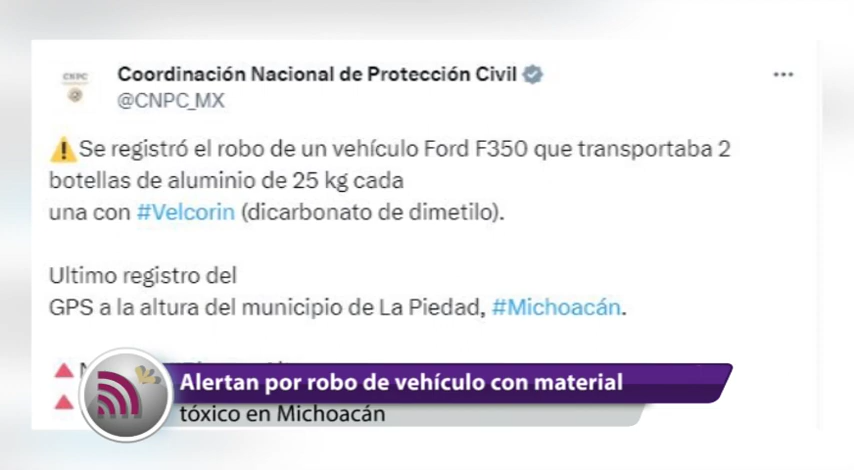 CNPC
Coordinación Nacional de Protección Civil
@CNPC_MX
Se registró el robo de un vehículo Ford F350 que transportaba 2
botellas de aluminio de 25 kg cada
una con #Velcorin (dicarbonato de dimetilo).
Ultimo registro del
GPS a la altura del municipio de La Piedad, #Michoacán.
Alertan por robo de vehículo con material
tóxico en Michoacán